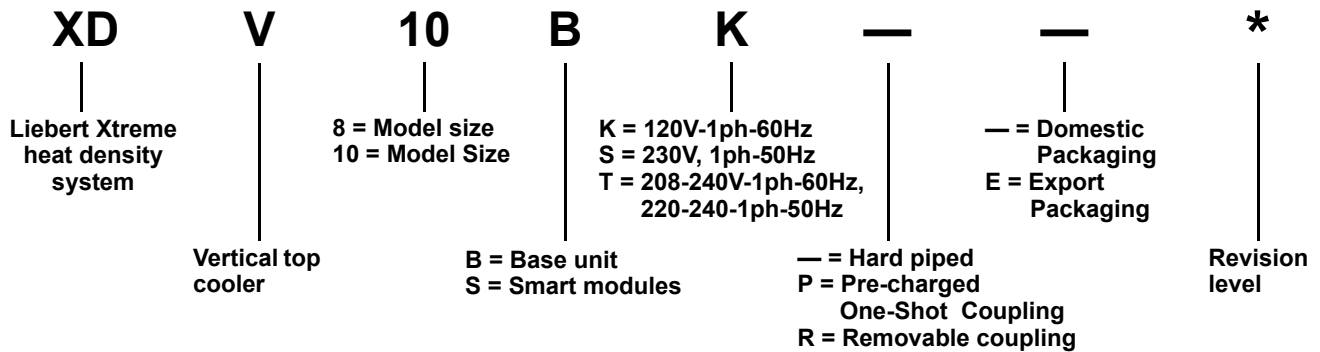 XD V 10 B K — — *
Liebert Xtreme
heat density
system
8 = Model size
10 = Model Size
K = 120V-1ph-60Hz
S = 230V, 1ph-50Hz
T = 208-240V-1ph-60Hz,
220-240-1ph-50Hz
— = Domestic
Packaging
E = Export
Packaging
Vertical top
cooler
B = Base unit
S = Smart modules
— = Hard piped
P = Pre-charged
One-Shot Coupling
R = Removable coupling
Revision
level